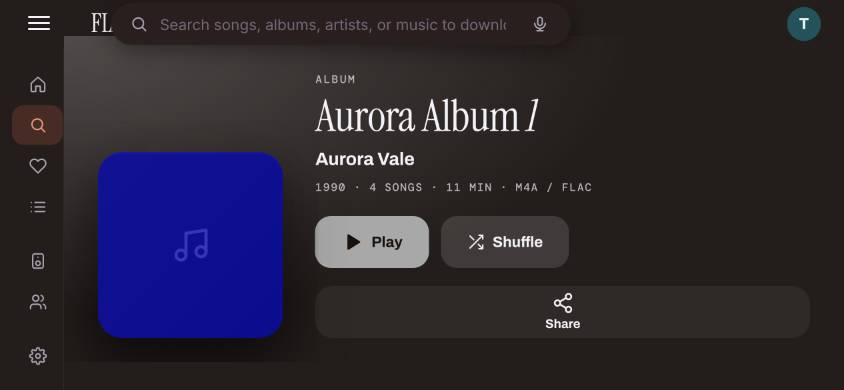 FL
Search songs, albums, artists, or music to downl
T
ALBUM
Aurora Album 1
Aurora Vale
1990 · 4 SONGS · 11 MIN · M4A / FLAC
Play
Shuffle
Share